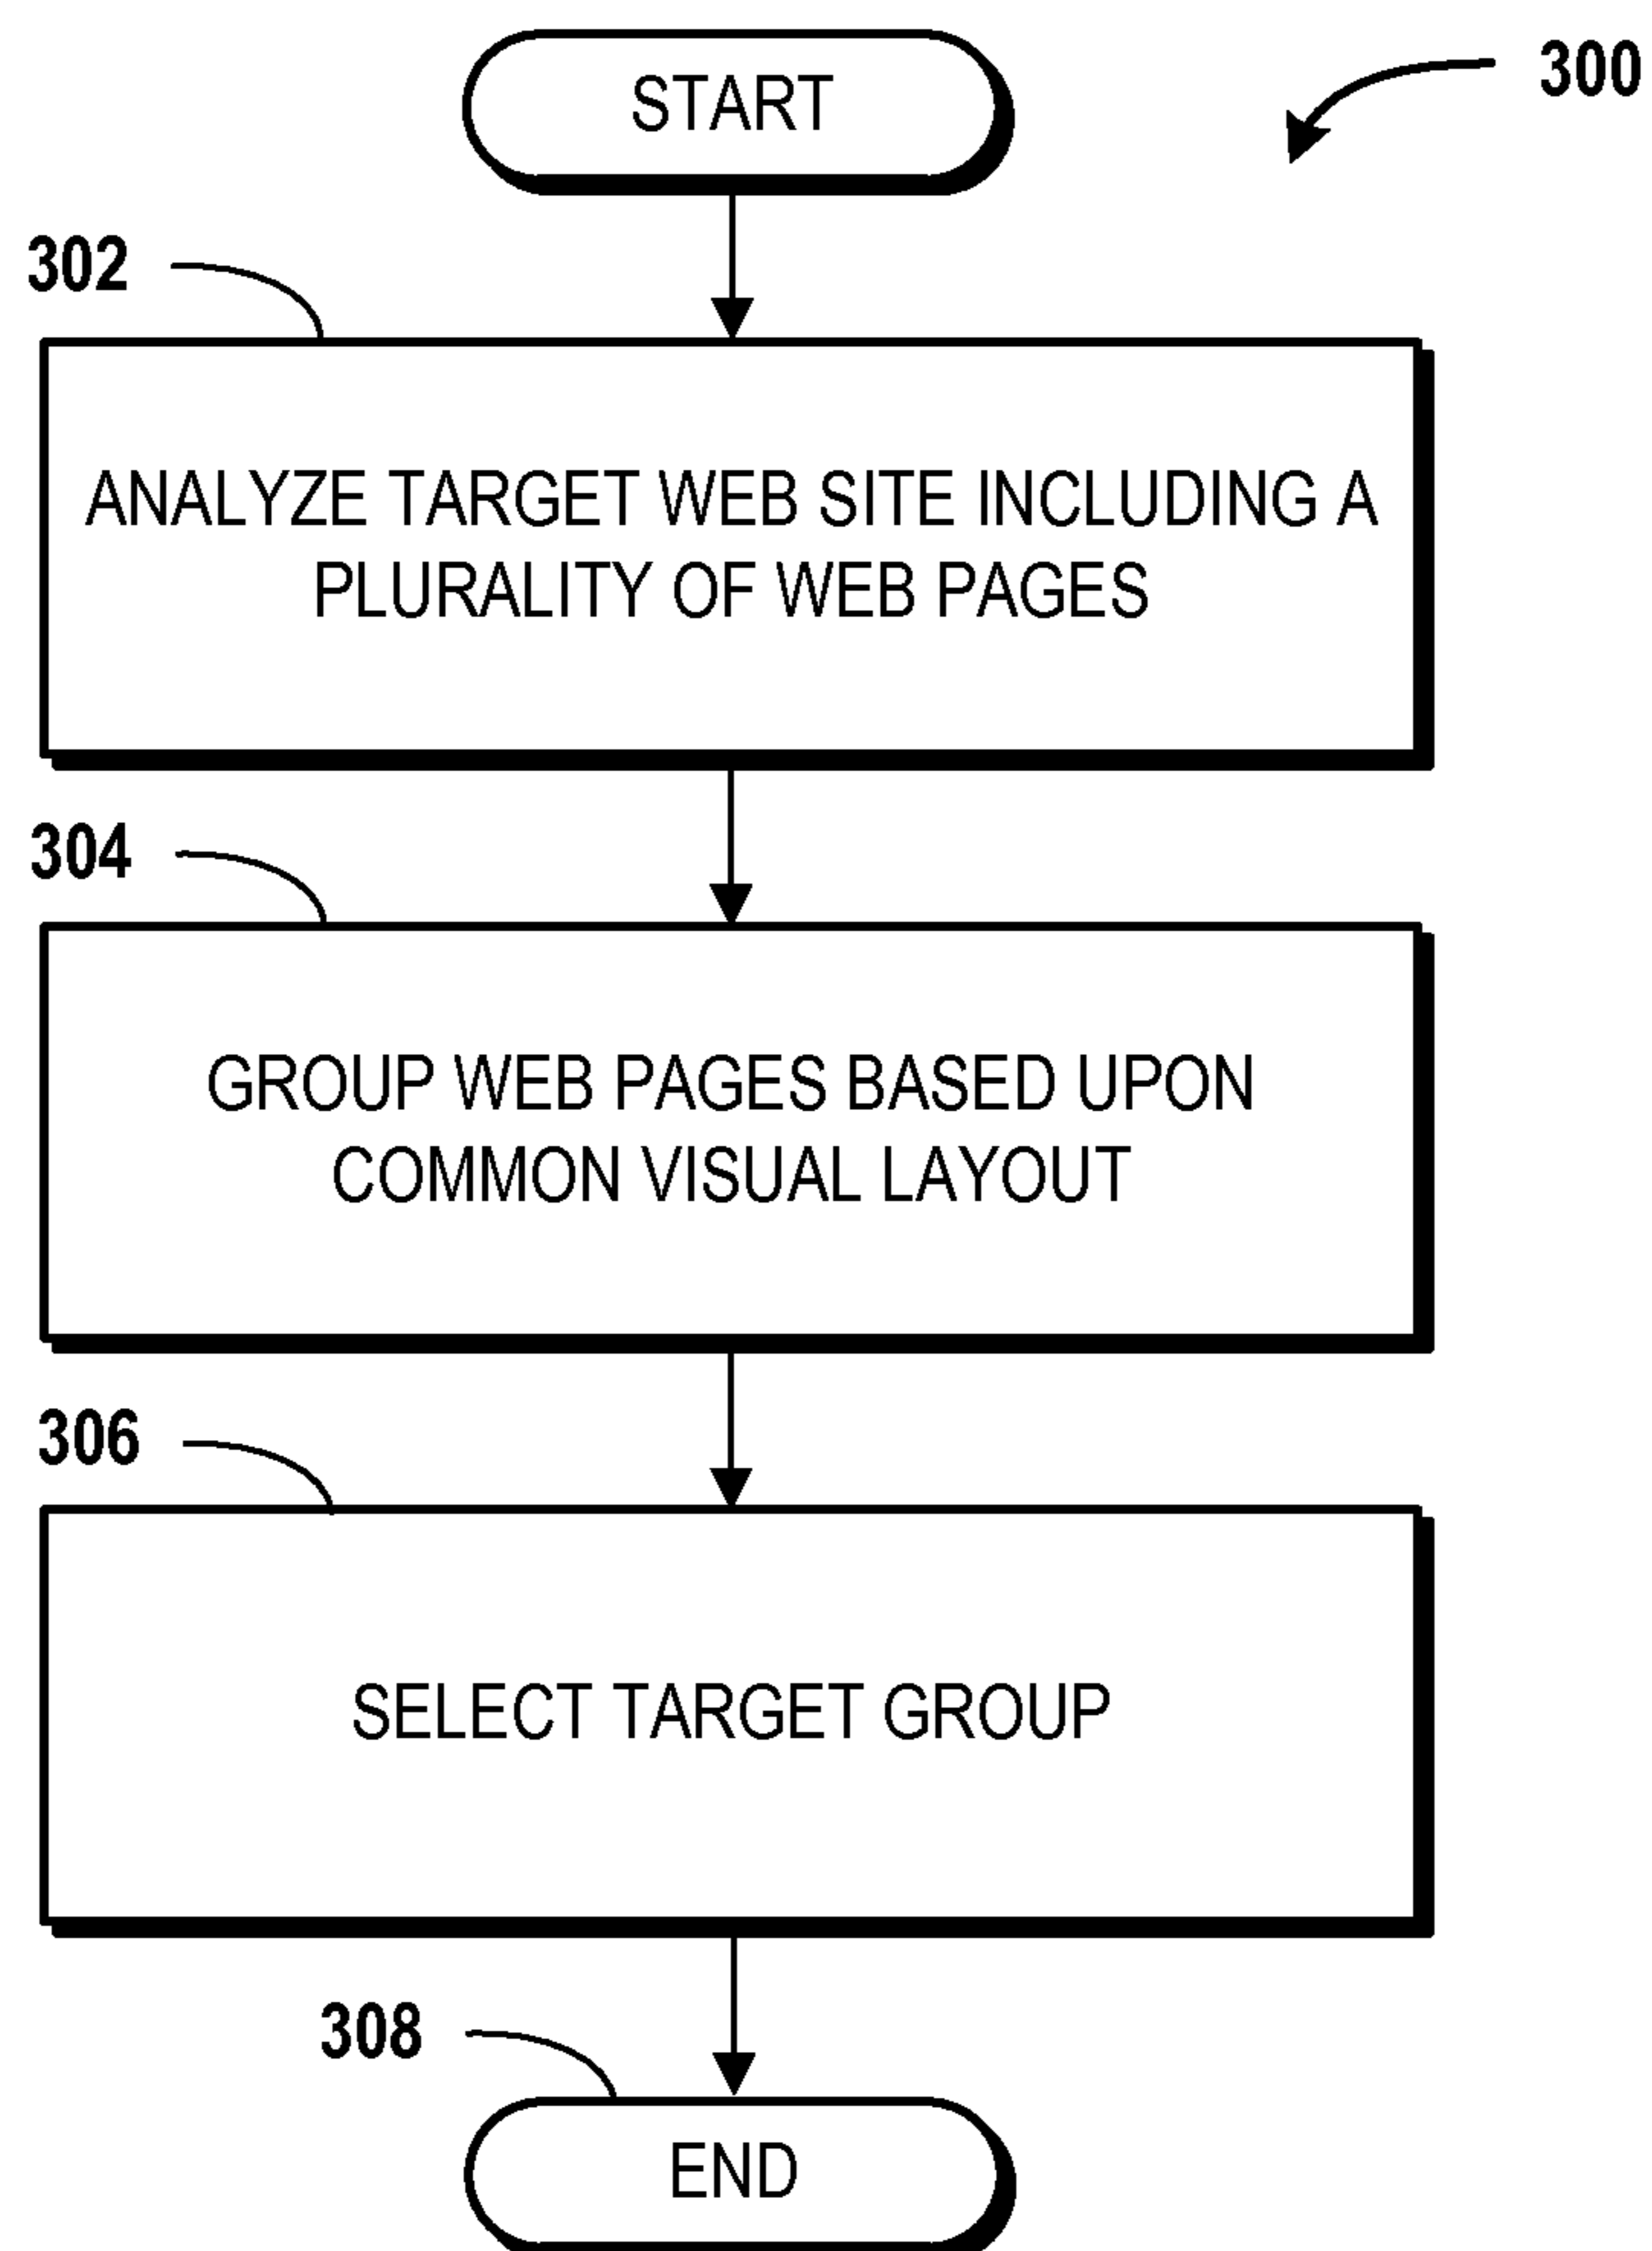 START
300
302
ANALYZE TARGET WEB SITE INCLUDING A
PLURALITY OF WEB PAGES
304
GROUP WEB PAGES BASED UPON
COMMON VISUAL LAYOUT
306
SELECT TARGET GROUP
308
END